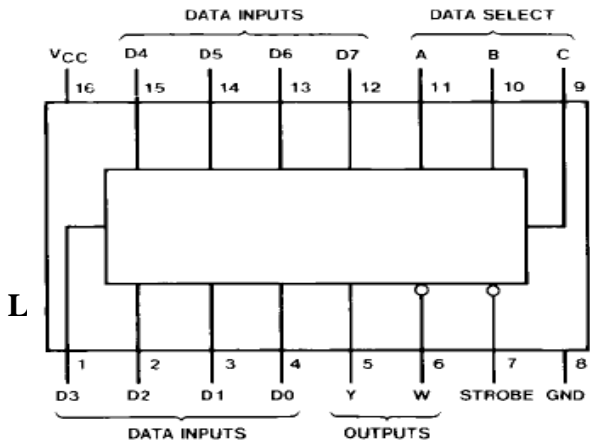 DATA INPUTS DATA SELECT
VCC D4 D5 D6 D7 A B C
16 15 14 13 12 11 10 9
L
1 2 3 4 5 6 7 8
D3 D2 D1 D0 Y W STROBE GND
DATA INPUTS OUTPUTS